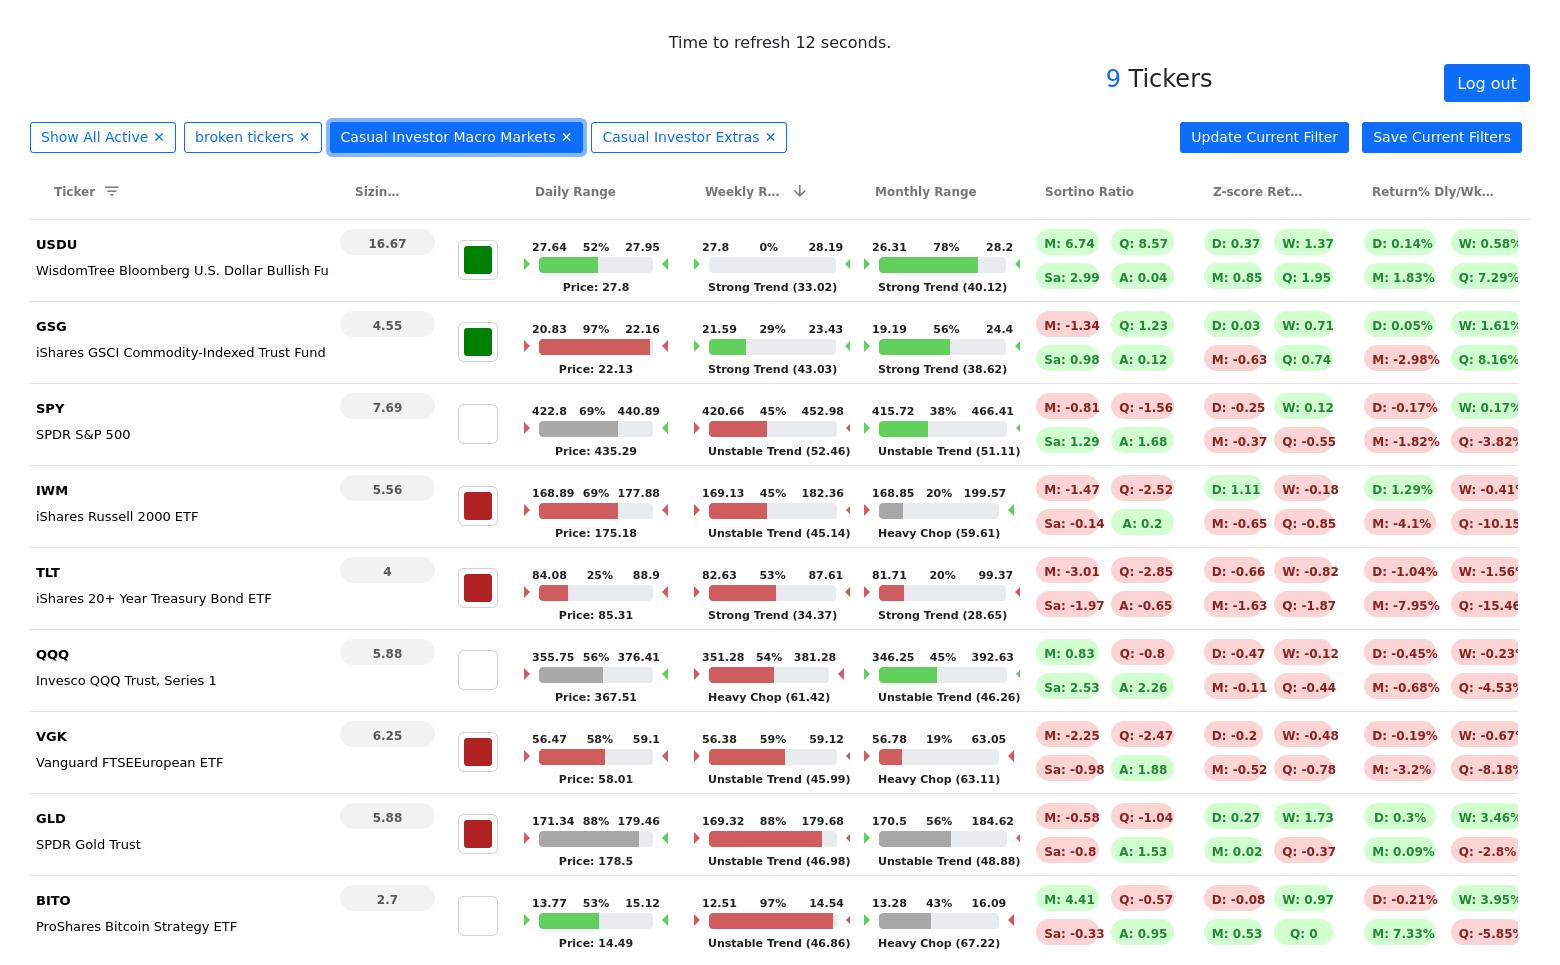 Time to refresh 12 seconds.
9 Tickers
Log out
Show All Active ✕ broken tickers ✕ Casual Investor Macro Markets ✕ Casual Investor Extras ✕ Update Current Filter Save Current Filters
Ticker Sizin... Daily Range Weekly R... Monthly Range Sortino Ratio Z-score Ret... Return% Dly/Wk...
USDU 16.67 27.64 52% 27.95 27.8 0% 28.19 26.31 78% 28.2 M: 6.74 Q: 8.57 D: 0.37 W: 1.37 D: 0.14% W: 0.58%
WisdomTree Bloomberg U.S. Dollar Bullish Fu Sa: 2.99 A: 0.04 M: 0.85 Q: 1.95 M: 1.83% Q: 7.29%
Price: 27.8 Strong Trend (33.02) Strong Trend (40.12)
GSG 4.55 20.83 97% 22.16 21.59 29% 23.43 19.19 56% 24.4 M: -1.34 Q: 1.23 D: 0.03 W: 0.71 D: 0.05% W: 1.61%
iShares GSCI Commodity-Indexed Trust Fund Sa: 0.98 A: 0.12 M: -0.63 Q: 0.74 M: -2.98% Q: 8.16%
Price: 22.13 Strong Trend (43.03) Strong Trend (38.62)
SPY 7.69 422.8 69% 440.89 420.66 45% 452.98 415.72 38% 466.41 M: -0.81 Q: -1.56 D: -0.25 W: 0.12 D: -0.17% W: 0.17%
SPDR S&P 500 Sa: 1.29 A: 1.68 M: -0.37 Q: -0.55 M: -1.82% Q: -3.82%
Price: 435.29 Unstable Trend (52.46) Unstable Trend (51.11)
IWM 5.56 168.89 69% 177.88 169.13 45% 182.36 168.85 20% 199.57 M: -1.47 Q: -2.52 D: 1.11 W: -0.18 D: 1.29% W: -0.41%
iShares Russell 2000 ETF Sa: -0.14 A: 0.2 M: -0.65 Q: -0.85 M: -4.1% Q: -10.15
Price: 175.18 Unstable Trend (45.14) Heavy Chop (59.61)
TLT 4 84.08 25% 88.9 82.63 53% 87.61 81.71 20% 99.37 M: -3.01 Q: -2.85 D: -0.66 W: -0.82 D: -1.04% W: -1.56%
iShares 20+ Year Treasury Bond ETF Sa: -1.97 A: -0.65 M: -1.63 Q: -1.87 M: -7.95% Q: -15.46
Price: 85.31 Strong Trend (34.37) Strong Trend (28.65)
QQQ 5.88 355.75 56% 376.41 351.28 54% 381.28 346.25 45% 392.63 M: 0.83 Q: -0.8 D: -0.47 W: -0.12 D: -0.45% W: -0.23%
Invesco QQQ Trust, Series 1 Sa: 2.53 A: 2.26 M: -0.11 Q: -0.44 M: -0.68% Q: -4.53%
Price: 367.51 Heavy Chop (61.42) Unstable Trend (46.26)
VGK 6.25 56.47 58% 59.1 56.38 59% 59.12 56.78 19% 63.05 M: -2.25 Q: -2.47 D: -0.2 W: -0.48 D: -0.19% W: -0.67%
Vanguard FTSEEuropean ETF Sa: -0.98 A: 1.88 M: -0.52 Q: -0.78 M: -3.2% Q: -8.18%
Price: 58.01 Unstable Trend (45.99) Heavy Chop (63.11)
GLD 5.88 171.34 88% 179.46 169.32 88% 179.68 170.5 56% 184.62 M: -0.58 Q: -1.04 D: 0.27 W: 1.73 D: 0.3% W: 3.46%
SPDR Gold Trust Sa: -0.8 A: 1.53 M: 0.02 Q: -0.37 M: 0.09% Q: -2.8%
Price: 178.5 Unstable Trend (46.98) Unstable Trend (48.88)
BITO 2.7 13.77 53% 15.12 12.51 97% 14.54 13.28 43% 16.09 M: 4.41 Q: -0.57 D: -0.08 W: 0.97 D: -0.21% W: 3.95%
ProShares Bitcoin Strategy ETF Sa: -0.33 A: 0.95 M: 0.53 Q: 0 M: 7.33% Q: -5.85%
Price: 14.49 Unstable Trend (46.86) Heavy Chop (67.22)